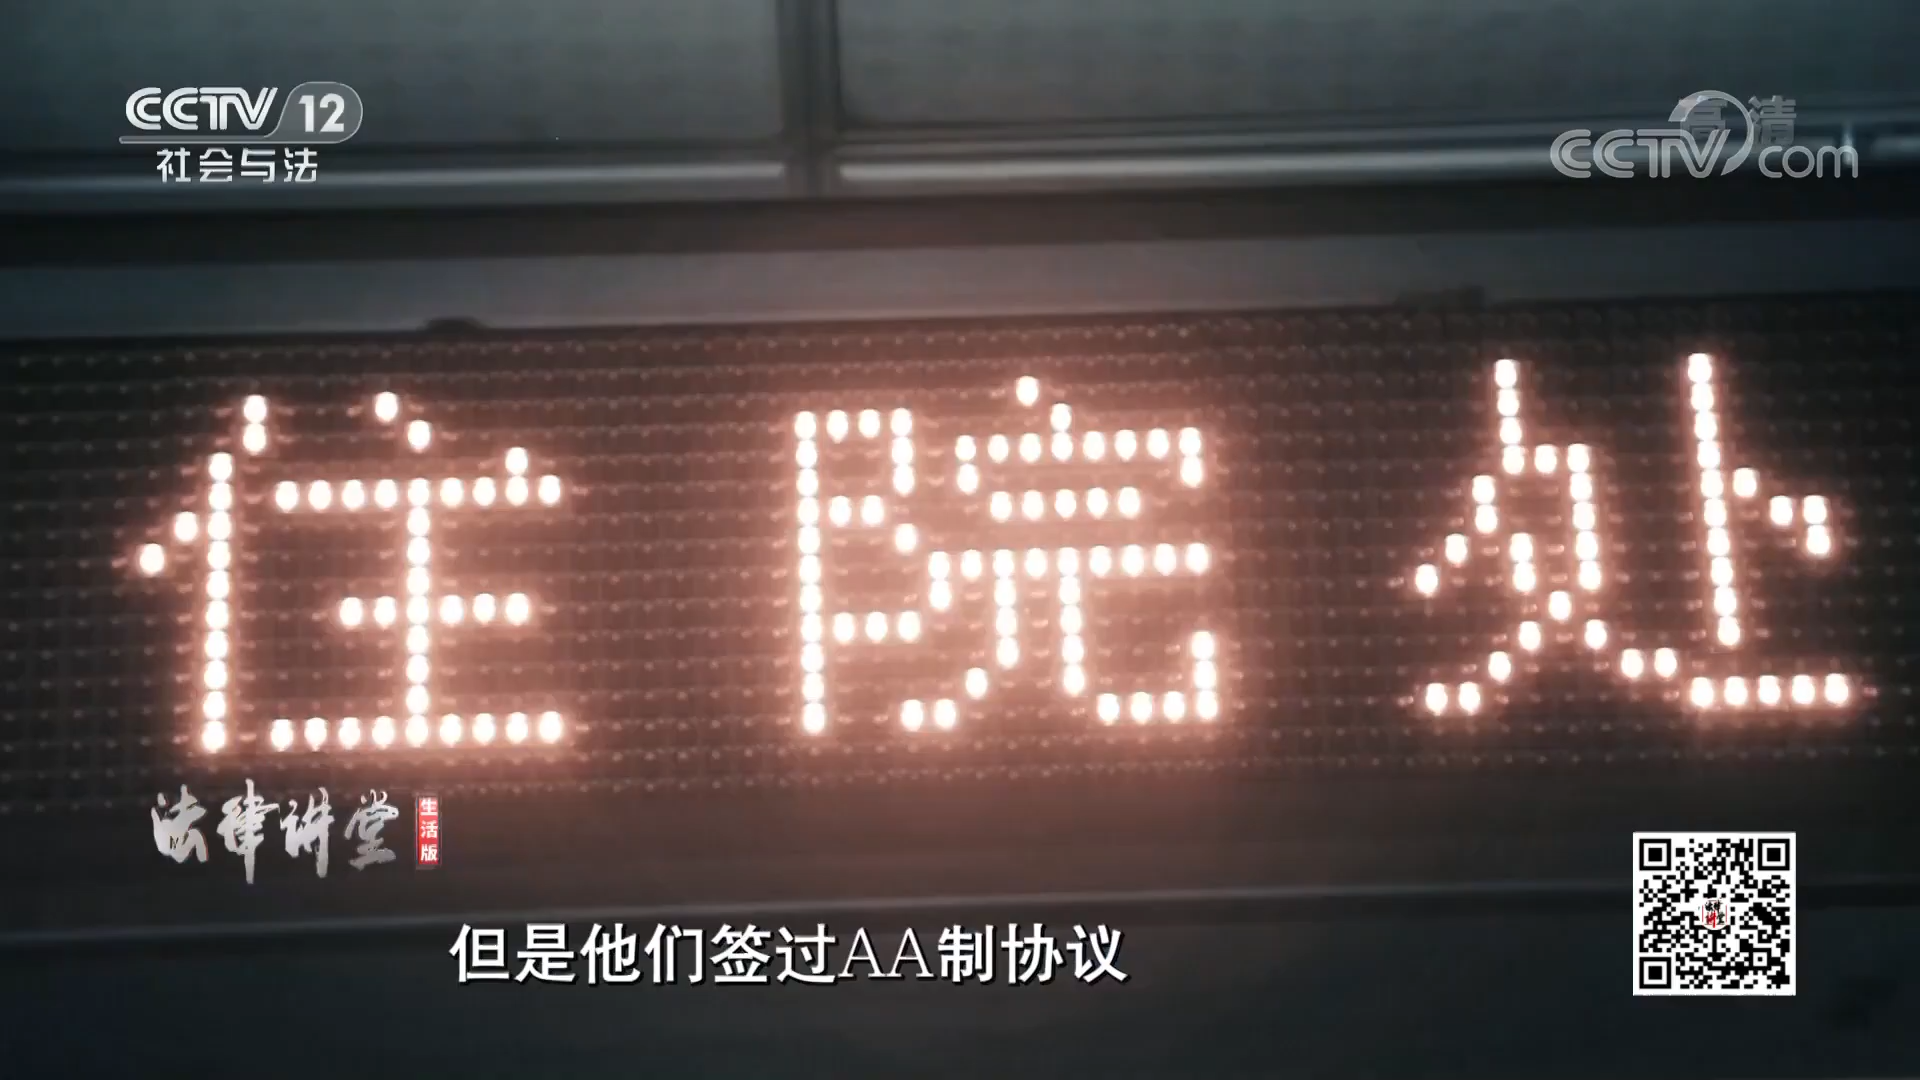 CCTV 12
社会与法
高清
CCTV com
住院处
法律讲堂
生活版
但是他们签过AA制协议